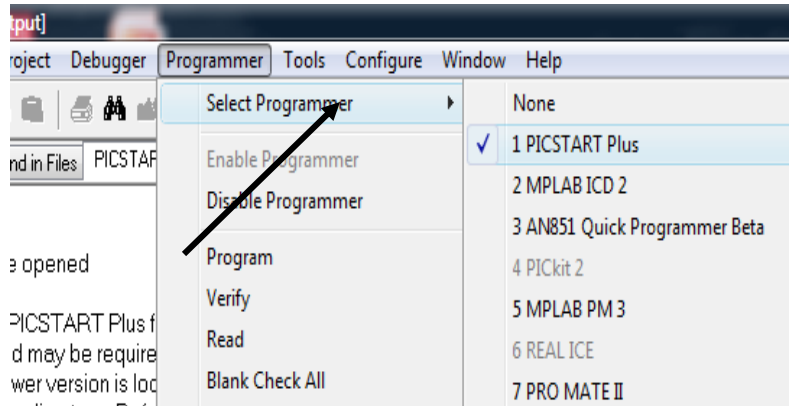 tput]
roject Debugger Programmer Tools Configure Window Help
Select Programmer
None
1 PICSTART Plus
nd in Files PICSTAR
Enable Programmer
2 MPLAB ICD 2
Disable Programmer
3 AN851 Quick Programmer Beta
e opened
Program
4 PICkit 2
Verify
5 MPLAB PM 3
PICSTART Plus f
Read
6 REAL ICE
d may be require
Blank Check All
7 PRO MATE II
wer version is loc